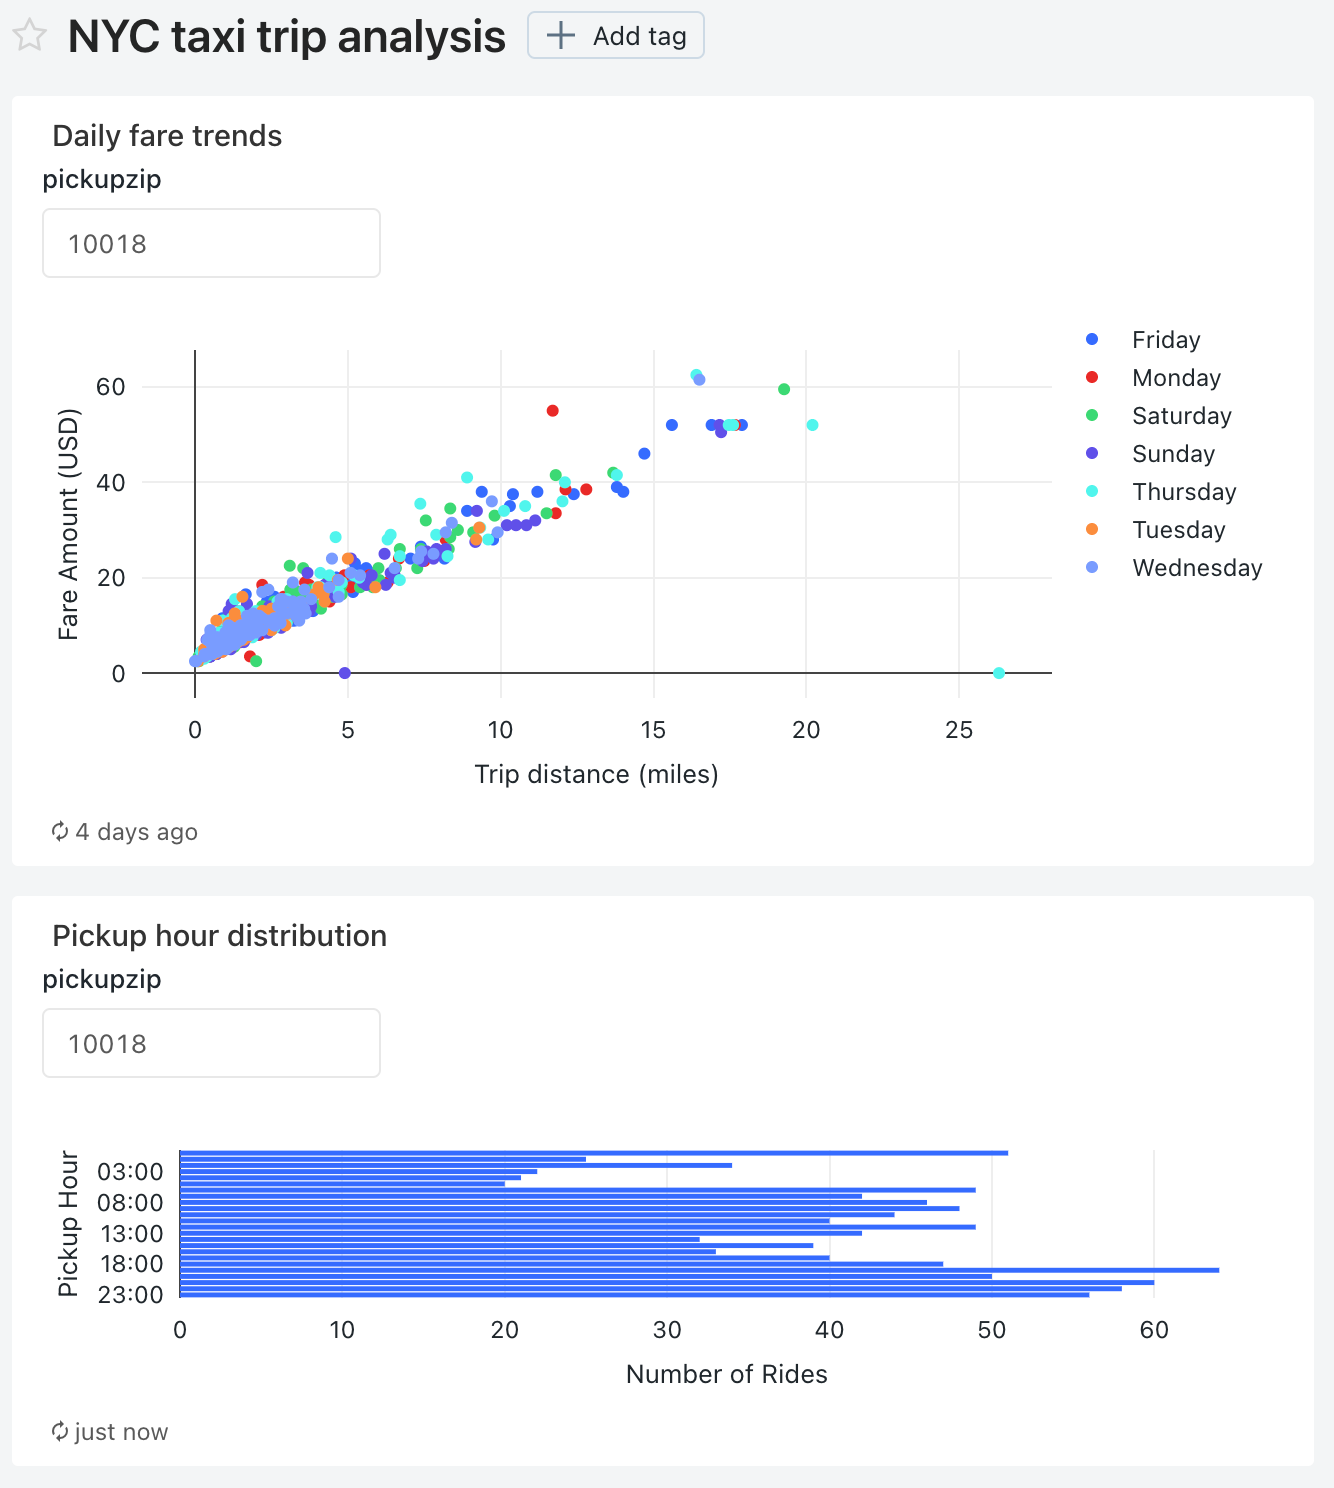 NYC taxi trip analysis
Add tag
Daily fare trends
pickupzip
10018
Fare Amount (USD)
60
40
20
0
0 5 10 15 20 25
Trip distance (miles)
Friday
Monday
Saturday
Sunday
Thursday
Tuesday
Wednesday
4 days ago
Pickup hour distribution
pickupzip
10018
Pickup Hour
03:00
08:00
13:00
18:00
23:00
0 10 20 30 40 50 60
Number of Rides
just now